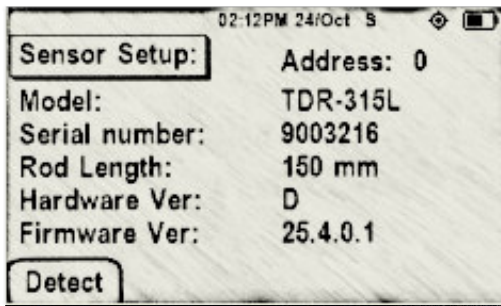 02:12PM 24/Oct S
Sensor Setup: Address: 0
Model: TDR-315L
Serial number: 9003216
Rod Length: 150 mm
Hardware Ver: D
Firmware Ver: 25.4.0.1
Detect